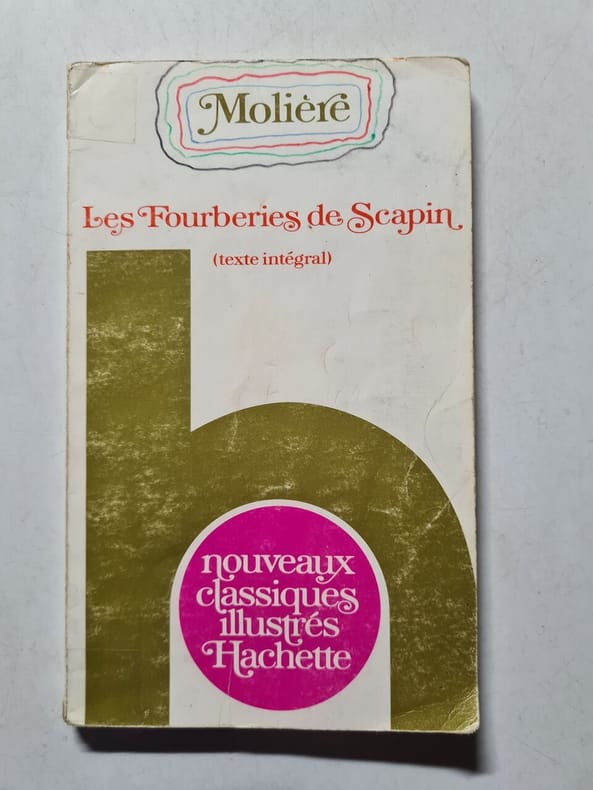 Molière
Les Fourberies de Scapin
(texte intégral)
nouveaux
classiques
illustrés
Hachette